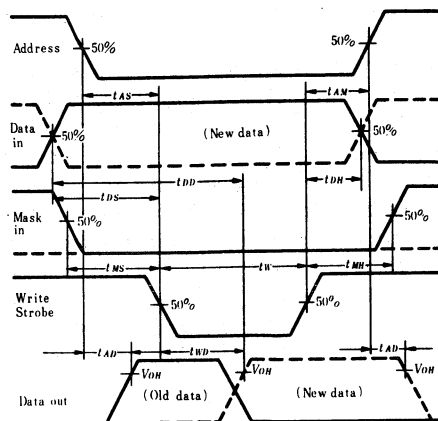 Address
50%
50%
tAS
tAM
Data in
50%
(New data)
50%
tDD
tDH
tDS
Mask in
50%
50%
tMS
tW
tMH
Write Strobe
50%
50%
tAD
tWD
tAD
Data out
VOH
(Old data)
VOH
(New data)
VOH